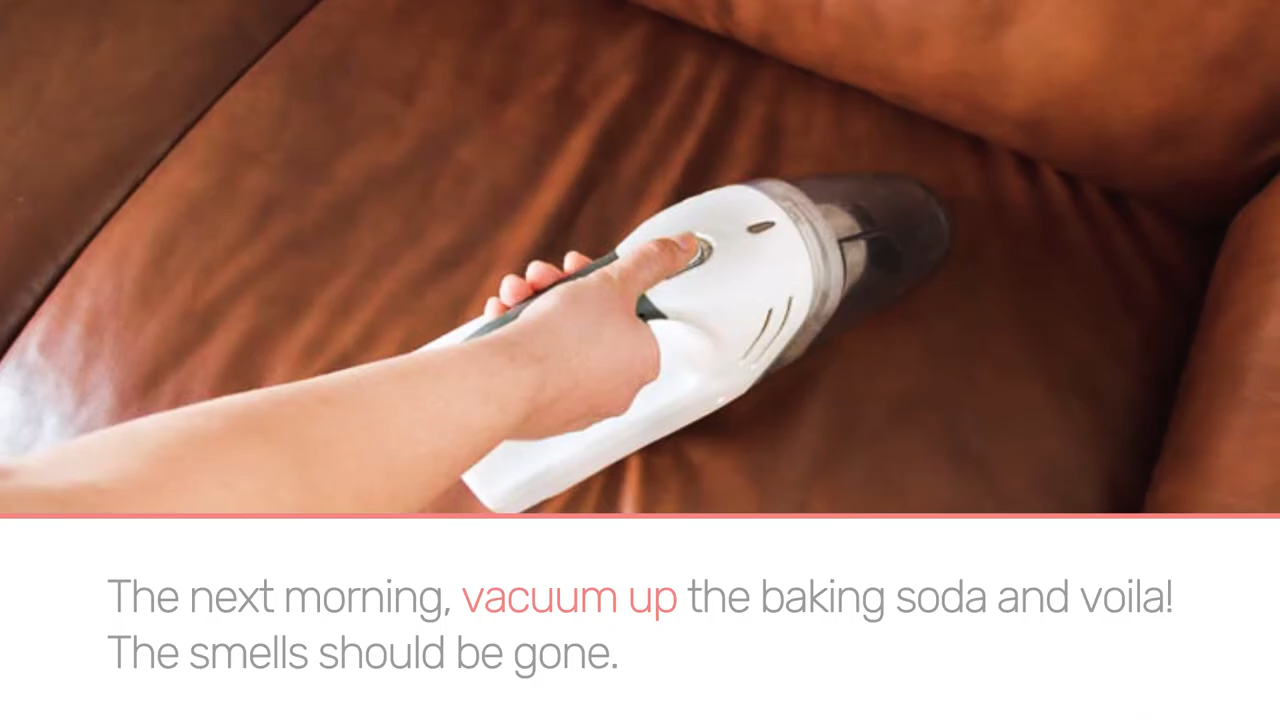 The next morning, vacuum up the baking soda and voila!
The smells should be gone.